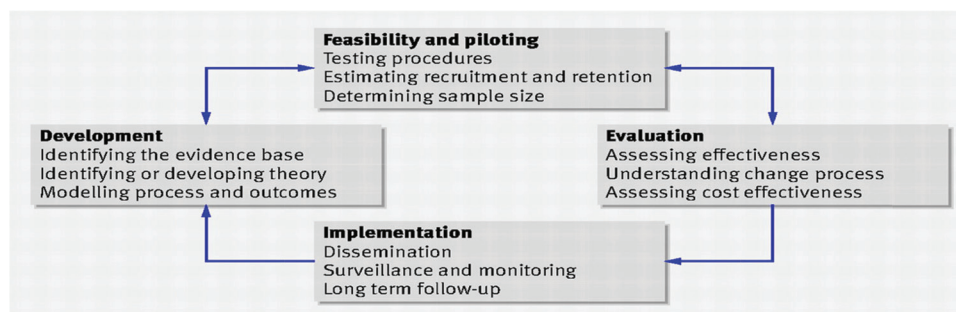 Feasibility and piloting
Testing procedures
Estimating recruitment and retention
Determining sample size
Development
Identifying the evidence base
Identifying or developing theory
Modelling process and outcomes
Evaluation
Assessing effectiveness
Understanding change process
Assessing cost effectiveness
Implementation
Dissemination
Surveillance and monitoring
Long term follow-up